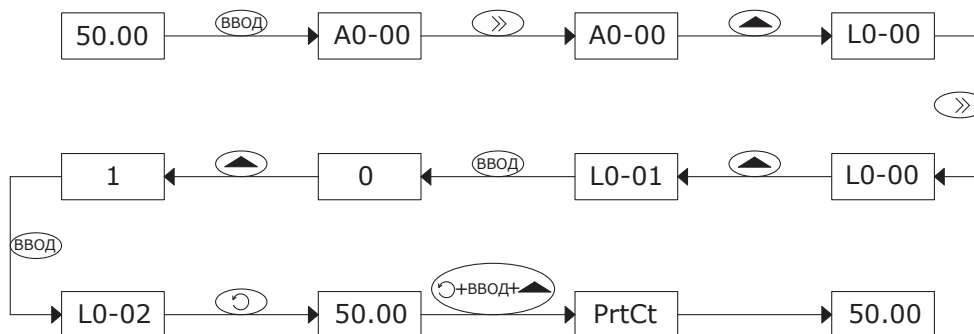 50.00 ВВОД A0-00 » A0-00 L0-00
»
1 0 ВВОД L0-01 L0-00
ВВОД
L0-02 50.00 +ВВОД+ PrtCt 50.00